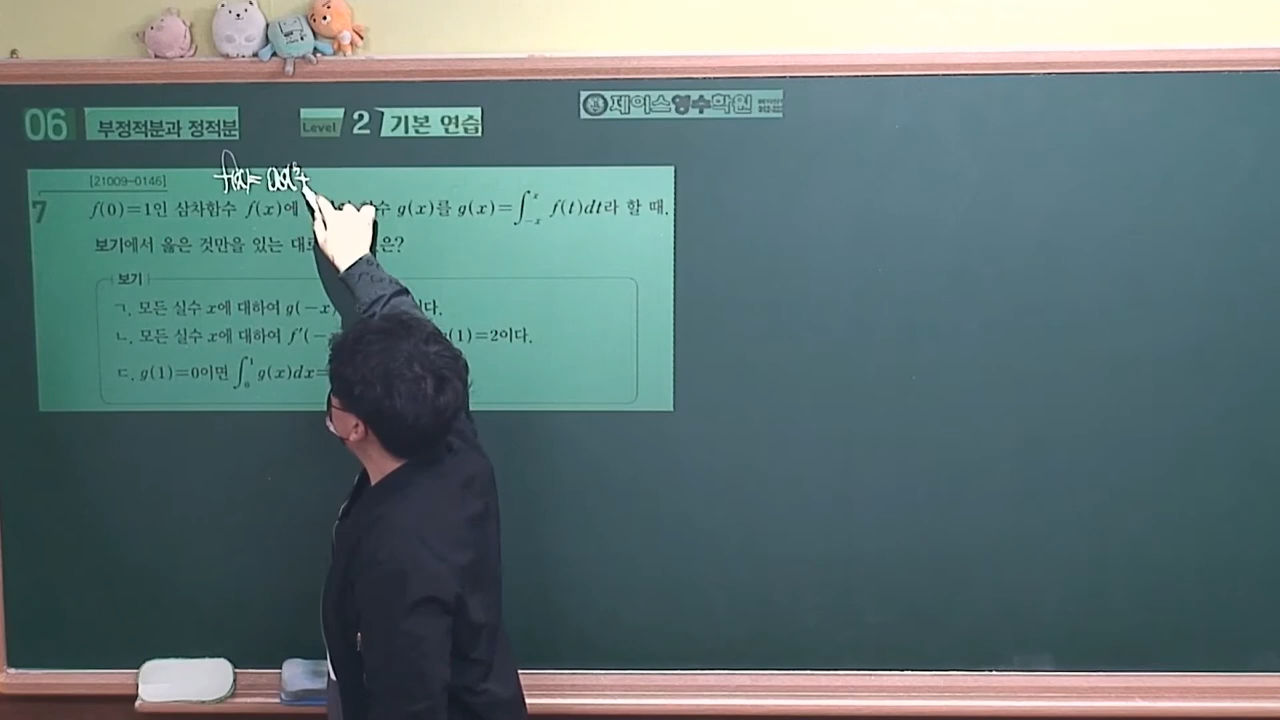 제이스영수학원
06 부정적분과 정적분 Level 2 기본 연습
[21009-0146]
f(x)=ax³+
7 f(0)=1인 삼차함수 f(x)에 g(x)를 g(x)=∫₋ₓˣ f(t)dt라 할 때,
보기에서 옳은 것만을 있는 대로 은?
보기
ㄱ. 모든 실수 x에 대하여 g(-x) 이다.
ㄴ. 모든 실수 x에 대하여 f′(- g(1)=2이다.
ㄷ. g(1)=0이면 ∫₀¹ g(x)dx=